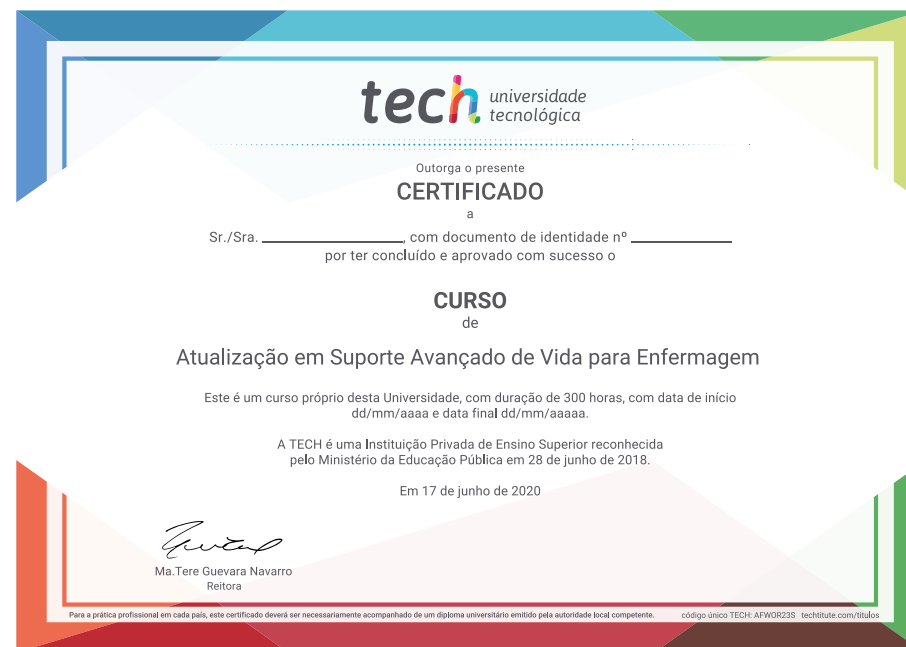 tech universidade
tecnológica
Outorga o presente
CERTIFICADO
a
Sr./Sra. ______________, com documento de identidade nº __________
por ter concluído e aprovado com sucesso o
CURSO
de
Atualização em Suporte Avançado de Vida para Enfermagem
Este é um curso próprio desta Universidade, com duração de 300 horas, com data de início
dd/mm/aaaa e data final dd/mm/aaaaa.
A TECH é uma Instituição Privada de Ensino Superior reconhecida
pelo Ministério da Educação Pública em 28 de junho de 2018.
Em 17 de junho de 2020
Ma.Tere Guevara Navarro
Reitora
Para a prática profissional em cada país, este certificado deverá ser necessariamente acompanhado de um diploma universitário emitido pela autoridade local competente.
código único TECH: AFWOR23S techtitute.com/titulos